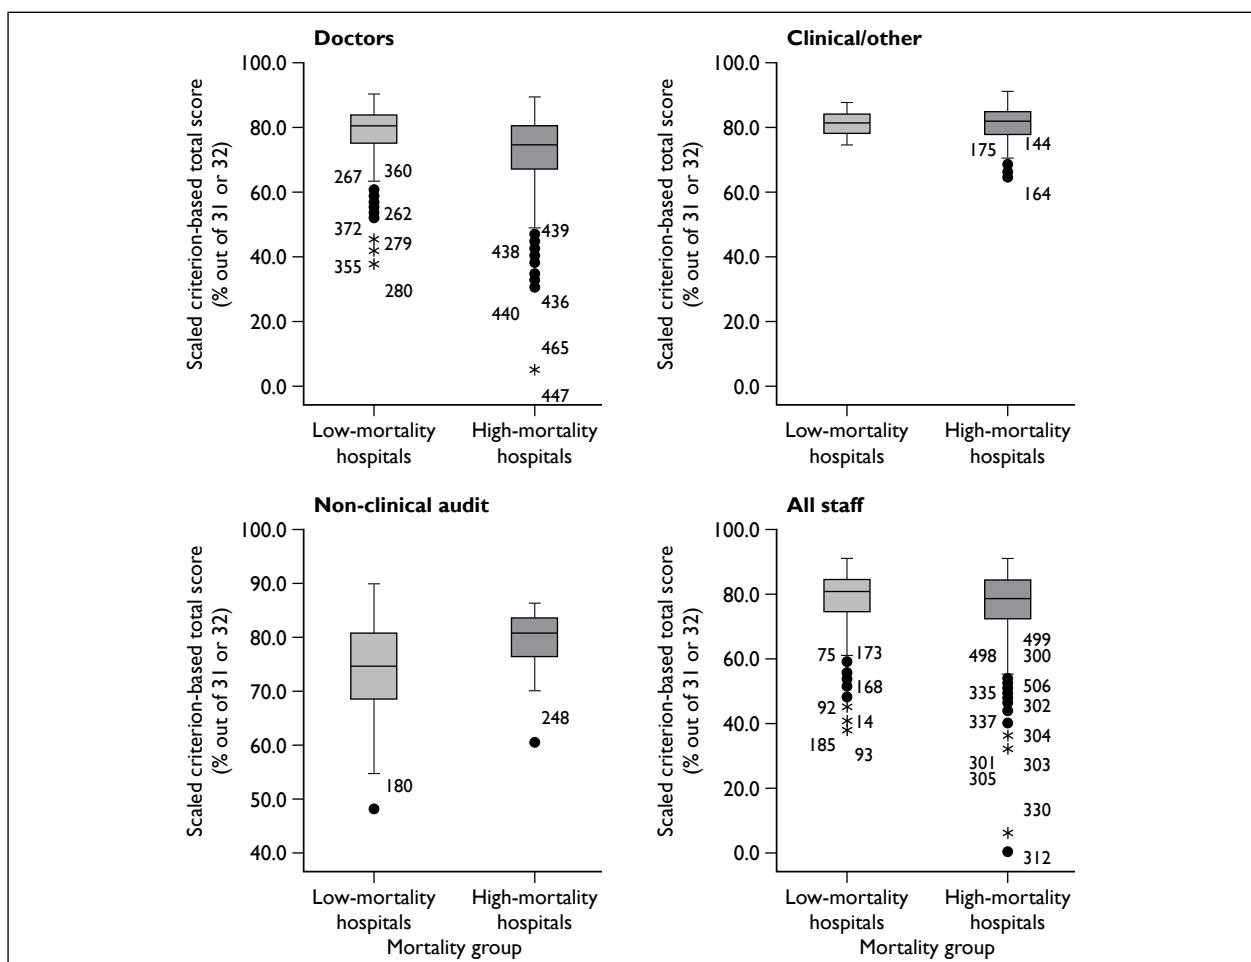 Doctors
Scaled criterion-based total score
(% out of 31 or 32)
100.0
80.0
60.0
40.0
20.0
0.0
267
360
262
372
279
355
280
439
438
436
440
465
447
Low-mortality
hospitals
High-mortality
hospitals
Clinical/other
Scaled criterion-based total score
(% out of 31 or 32)
100.0
80.0
60.0
40.0
20.0
0.0
175
144
164
Low-mortality
hospitals
High-mortality
hospitals
Non-clinical audit
Scaled criterion-based total score
(% out of 31 or 32)
100.0
90.0
80.0
70.0
60.0
50.0
40.0
180
248
Low-mortality
hospitals
High-mortality
hospitals
Mortality group
All staff
Scaled criterion-based total score
(% out of 31 or 32)
100.0
80.0
60.0
40.0
20.0
0.0
75
173
168
92
14
185
93
499
498
300
335
506
302
337
304
301
303
305
330
312
Low-mortality
hospitals
High-mortality
hospitals
Mortality group